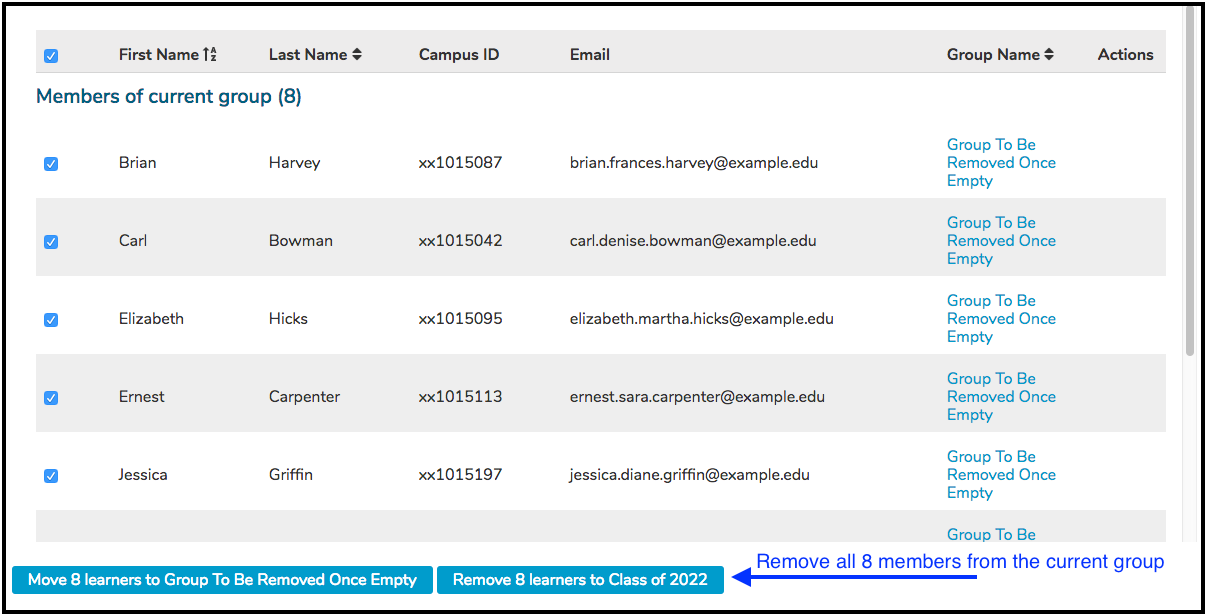 First Name Last Name Campus ID Email Group Name Actions
Members of current group (8)
Brian Harvey xx1015087 brian.frances.harvey@example.edu Group To Be
Removed Once
Empty
Carl Bowman xx1015042 carl.denise.bowman@example.edu Group To Be
Removed Once
Empty
Elizabeth Hicks xx1015095 elizabeth.martha.hicks@example.edu Group To Be
Removed Once
Empty
Ernest Carpenter xx1015113 ernest.sara.carpenter@example.edu Group To Be
Removed Once
Empty
Jessica Griffin xx1015197 jessica.diane.griffin@example.edu Group To Be
Removed Once
Empty
Group To Be
Remove all 8 members from the current group
Move 8 learners to Group To Be Removed Once Empty Remove 8 learners to Class of 2022